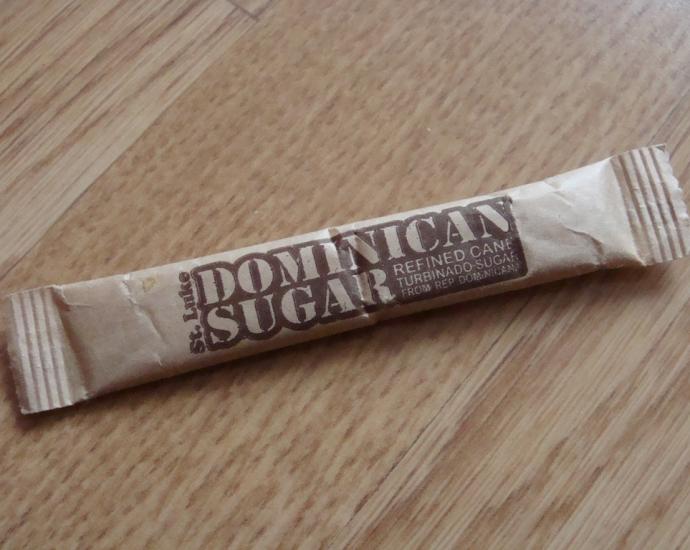 St. Luke
DOMINICAN
SUGAR
REFINED CANE
TURBINADO SUGAR
FROM REP. DOMINICANA